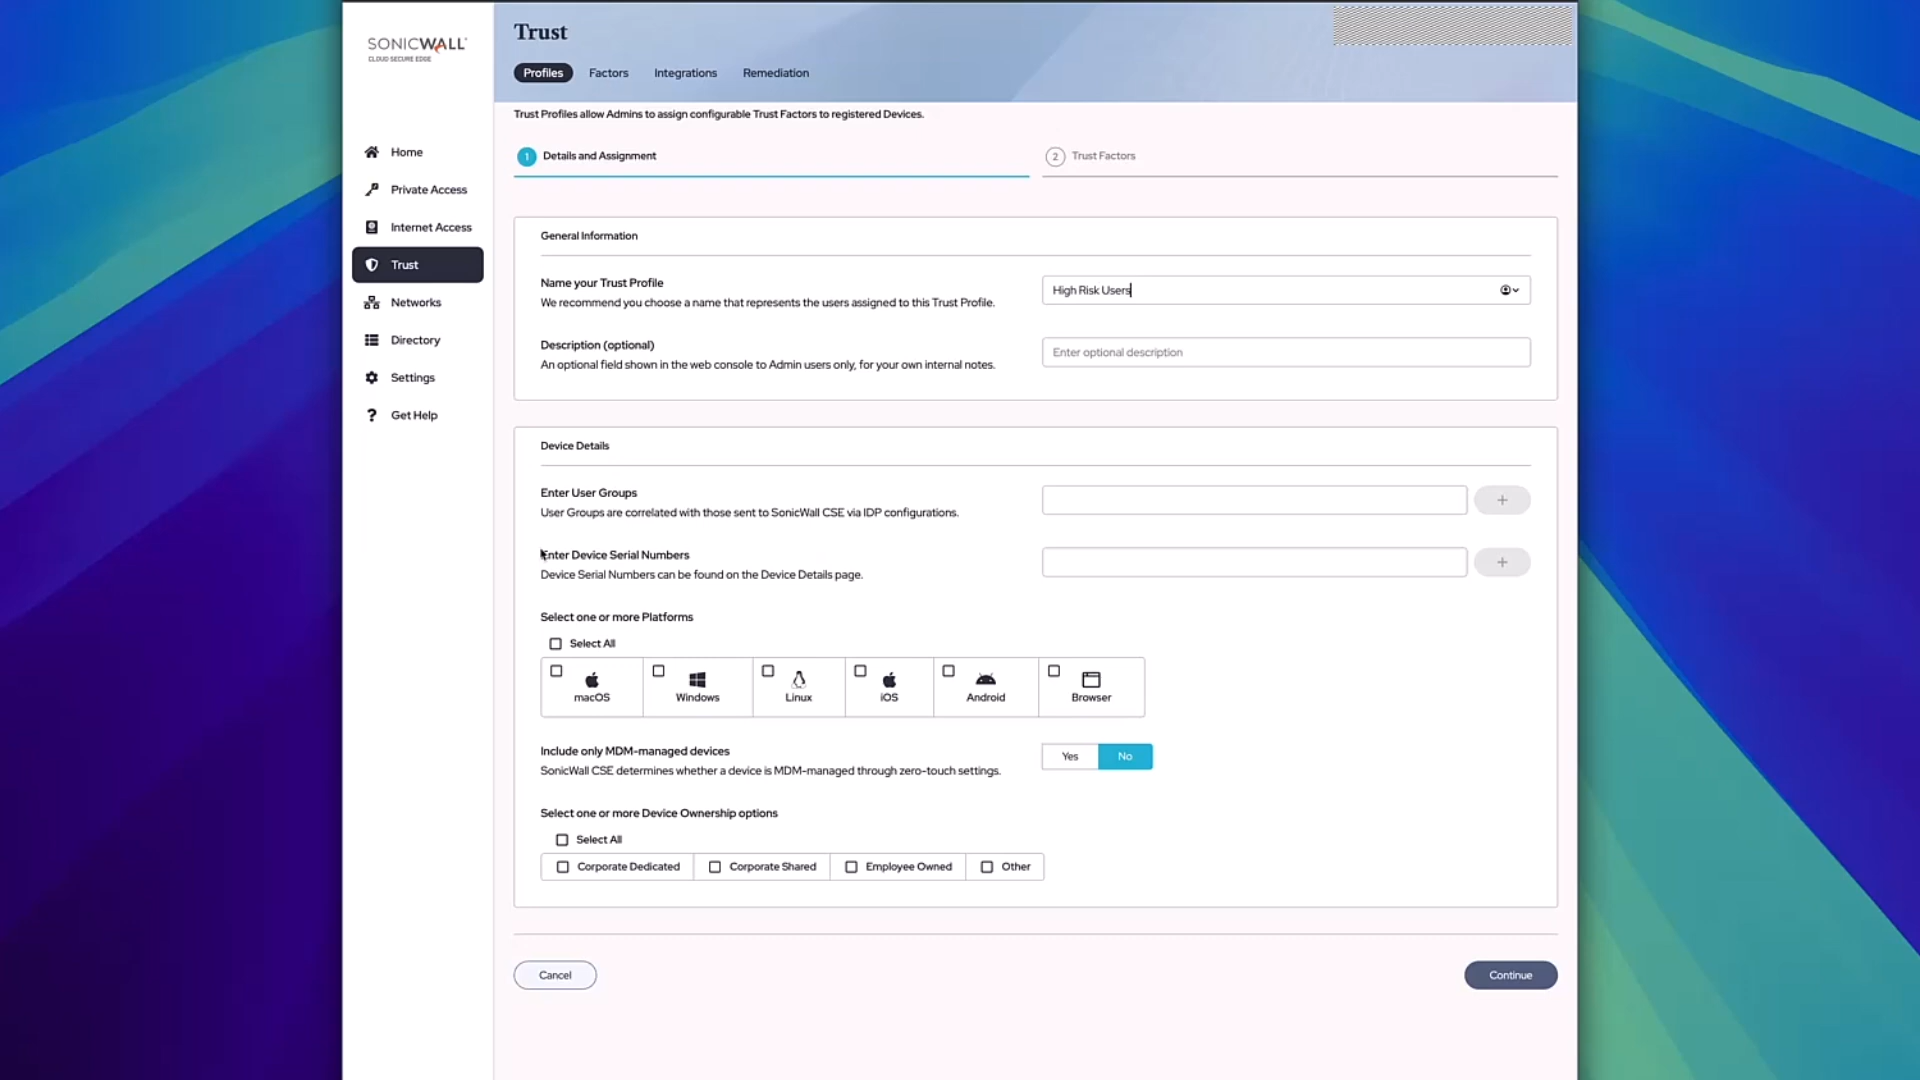 SONICWALL
CLOUD SECURE EDGE
Home
Private Access
Internet Access
Trust
Networks
Directory
Settings
Get Help
Trust
Profiles
Factors
Integrations
Remediation
Trust Profiles allow Admins to assign configurable Trust Factors to registered Devices.
1 Details and Assignment
2 Trust Factors
General Information
Name your Trust Profile
We recommend you choose a name that represents the users assigned to this Trust Profile.
High Risk Users
Description (optional)
An optional field shown in the web console to Admin users only, for your own internal notes.
Enter optional description
Device Details
Enter User Groups
User Groups are correlated with those sent to SonicWall CSE via IDP configurations.
+
Enter Device Serial Numbers
Device Serial Numbers can be found on the Device Details page.
+
Select one or more Platforms
Select All
macOS
Windows
Linux
iOS
Android
Browser
Include only MDM-managed devices
SonicWall CSE determines whether a device is MDM-managed through zero-touch settings.
Yes
No
Select one or more Device Ownership options
Select All
Corporate Dedicated
Corporate Shared
Employee Owned
Other
Cancel
Continue